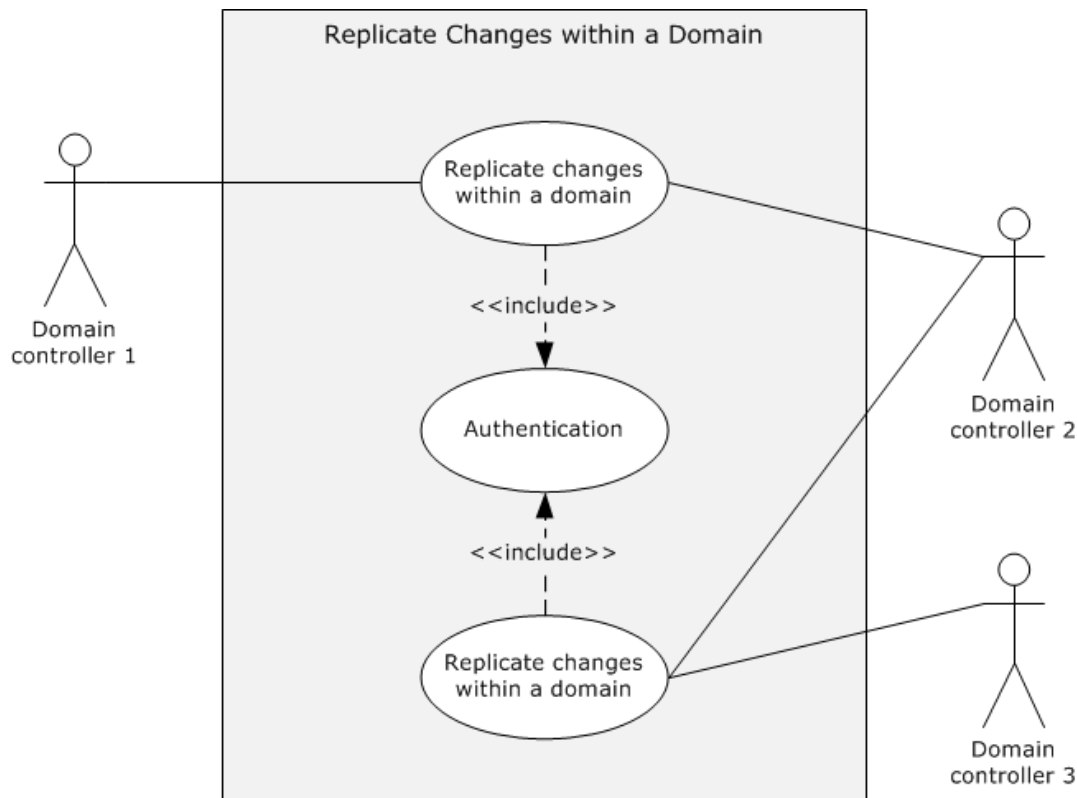 Replicate Changes within a Domain
Replicate changes
within a domain
<<include>>
Domain
controller 1
Domain
controller 2
Authentication
<<include>>
Replicate changes
within a domain
Domain
controller 3